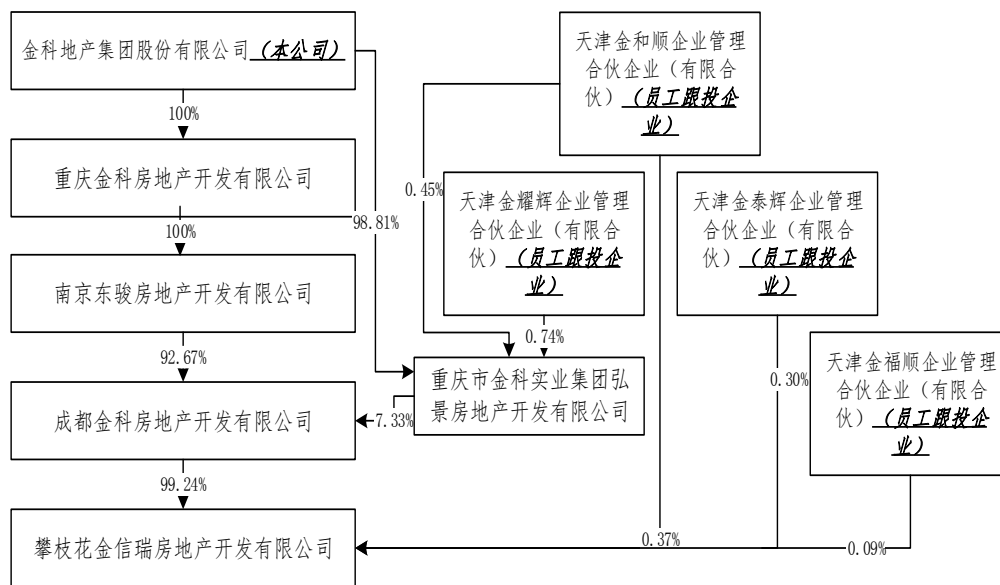 金科地产集团股份有限公司（本公司）
100%
重庆金科房地产开发有限公司
100%
南京东骏房地产开发有限公司
92.67%
成都金科房地产开发有限公司
99.24%
攀枝花金信瑞房地产开发有限公司
98.81%
天津金和顺企业管理
合伙企业（有限合
伙）（员工跟投企
业）
0.45%
天津金耀辉企业管理
合伙企业（有限合
伙）（员工跟投企
业）
0.74%
重庆市金科实业集团弘
景房地产开发有限公司
7.33%
天津金泰辉企业管理
合伙企业（有限合
伙）（员工跟投企
业）
0.30%
天津金福顺企业管理
合伙企业（有限合
伙）（员工跟投企
业）
0.37%
0.09%